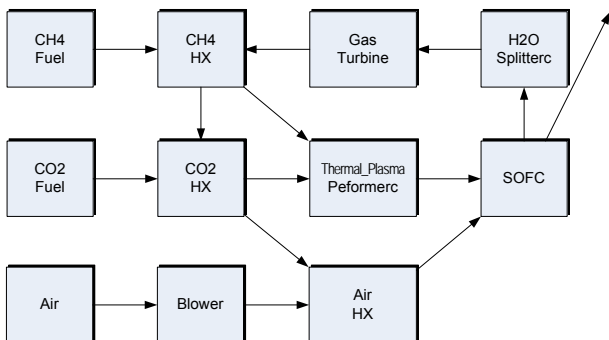 CH4
Fuel
CH4
HX
Gas
Turbine
H2O
Splitterc
CO2
Fuel
CO2
HX
Thermal_Plasma
Peformerc
SOFC
Air
Blower
Air
HX